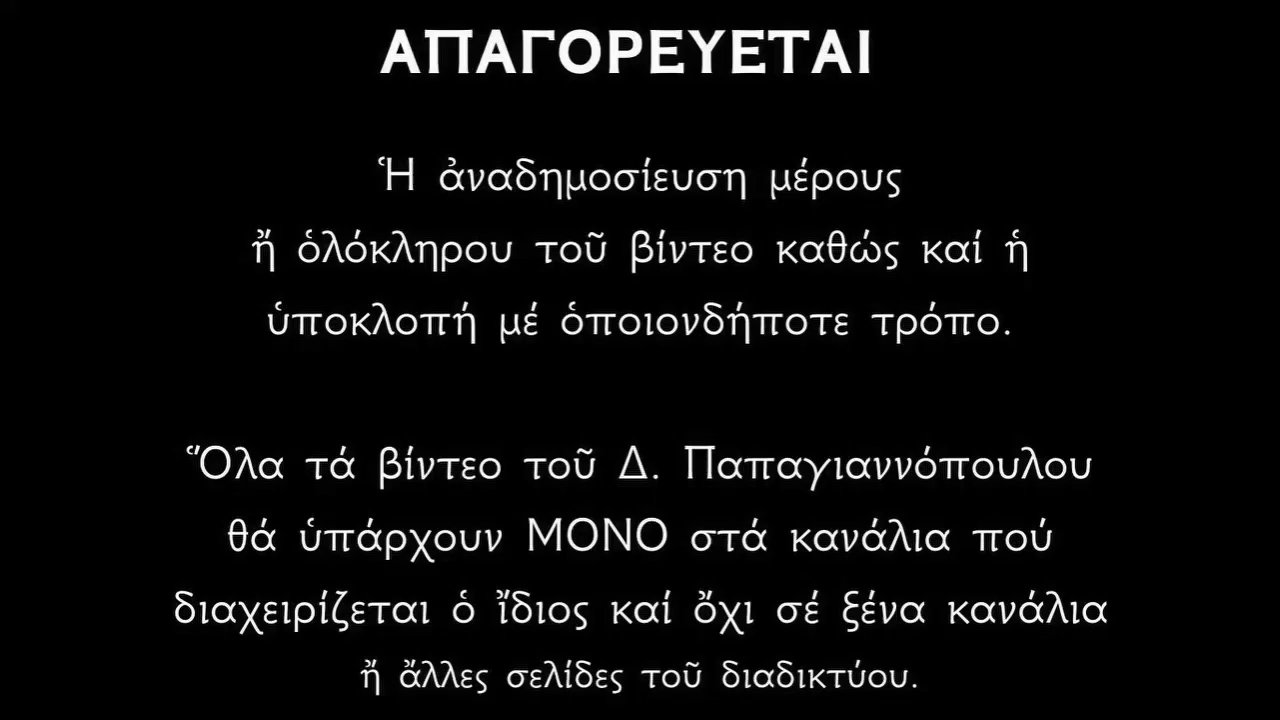 ΑΠΑΓΟΡΕΥΕΤΑΙ
Ἡ ἀναδημοσίευση μέρους
ἤ ὁλόκληρου τοῦ βίντεο καθώς καί ἡ
ὑποκλοπή μέ ὁποιονδήποτε τρόπο.
Ὅλα τά βίντεο τοῦ Δ. Παπαγιαννόπουλου
θά ὑπάρχουν ΜΟΝΟ στά κανάλια πού
διαχειρίζεται ὁ ἴδιος καί ὄχι σέ ξένα κανάλια
ἤ ἄλλες σελίδες τοῦ διαδικτύου.